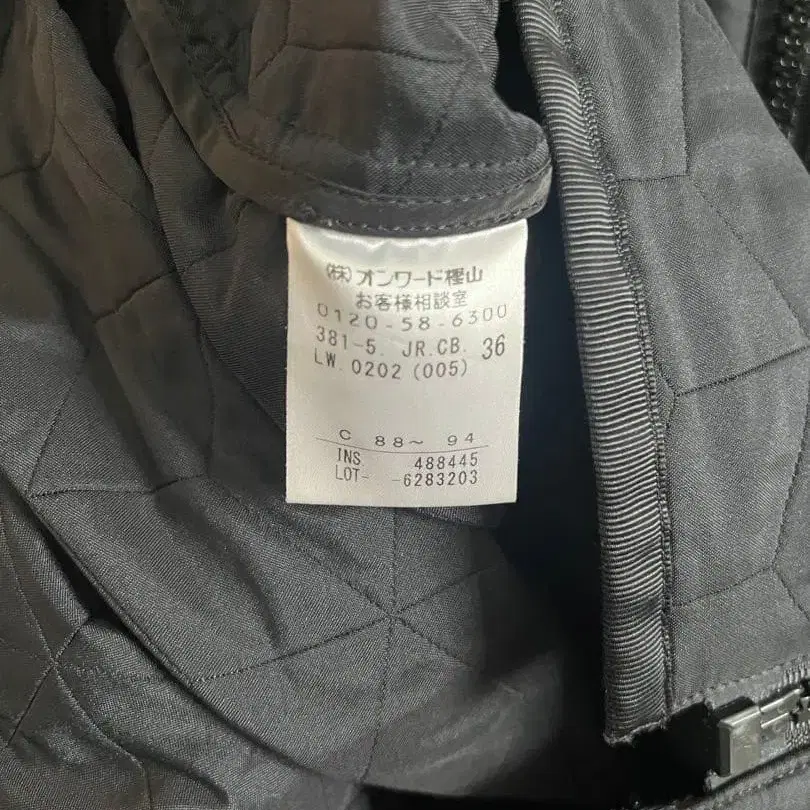 (株)オンワード樫山
お客様相談室
0120-58-6300
381-5. JR.CB. 36
LW. 0202 (005)
C 88～ 94
INS 488445
LOT- -6283203